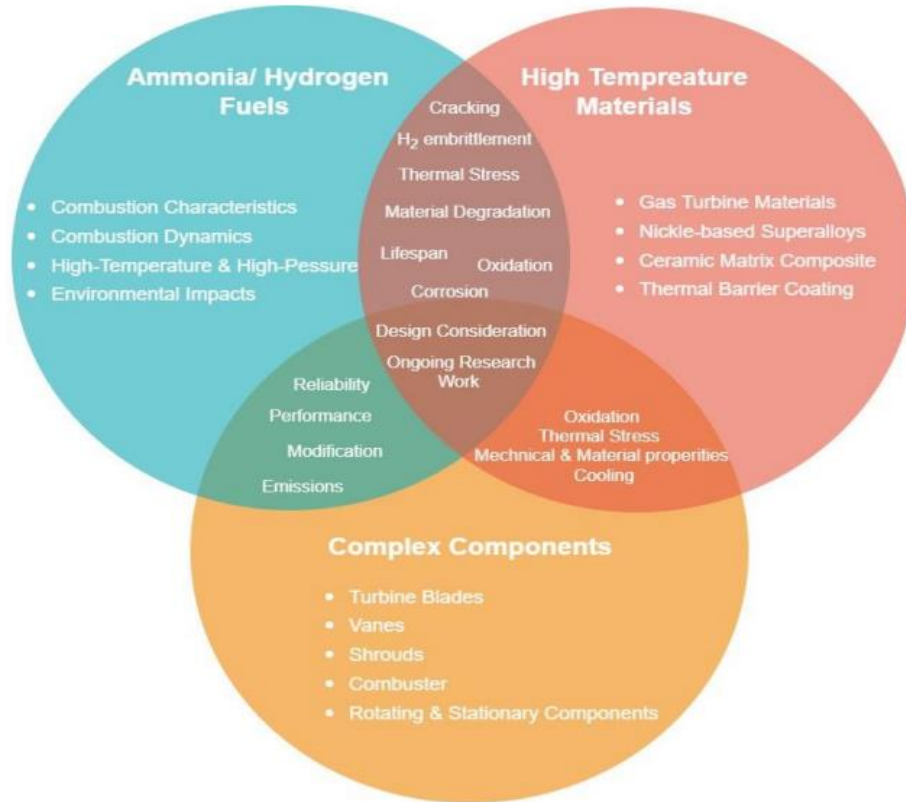 Ammonia/ Hydrogen
Fuels
• Combustion Characteristics
• Combustion Dynamics
• High-Temperature & High-Pessure
• Environmental Impacts
High Tempreature
Materials
• Gas Turbine Materials
• Nickle-based Superalloys
• Ceramic Matrix Composite
• Thermal Barrier Coating
Cracking
H₂ embrittlement
Thermal Stress
Material Degradation
Lifespan
Oxidation
Corrosion
Design Consideration
Ongoing Research
Work
Reliability
Performance
Modification
Emissions
Oxidation
Thermal Stress
Mechnical & Material properities
Cooling
Complex Components
• Turbine Blades
• Vanes
• Shrouds
• Combuster
• Rotating & Stationary Components